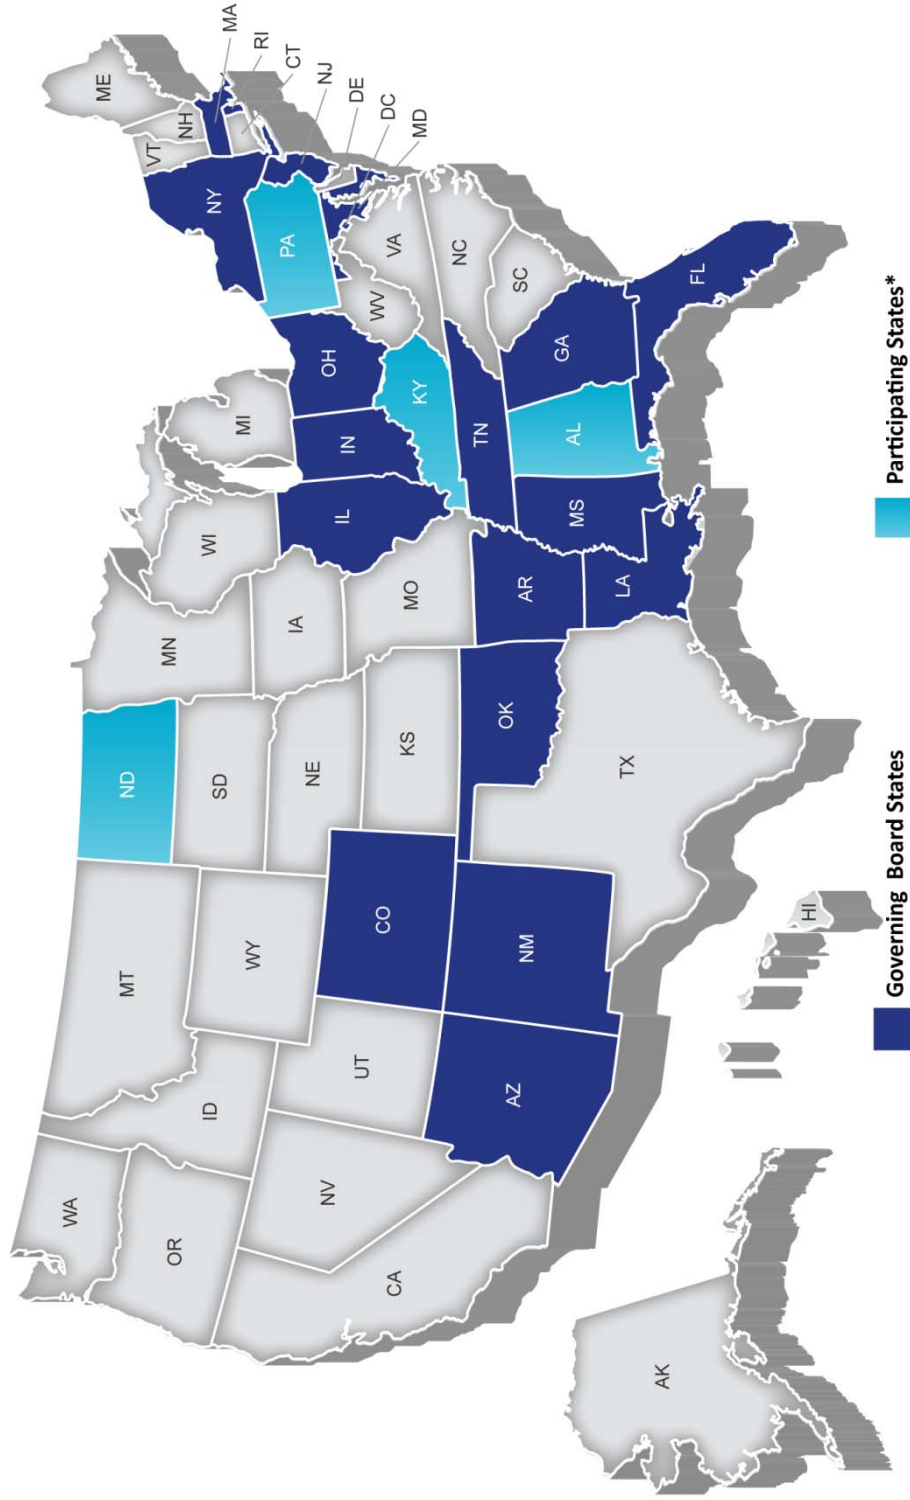 WA
MT
ND
MN
ME
VT
NH
MA
RI
CT
NJ
DE
DC
MD
OR
ID
SD
WI
MI
NY
WY
NE
IA
PA
NV
UT
CO
KS
MO
IL
IN
OH
WV
VA
CA
KY
NC
TN
SC
AZ
NM
OK
AR
MS
AL
GA
TX
LA
FL
AK
HI
Governing Board States
Participating States*